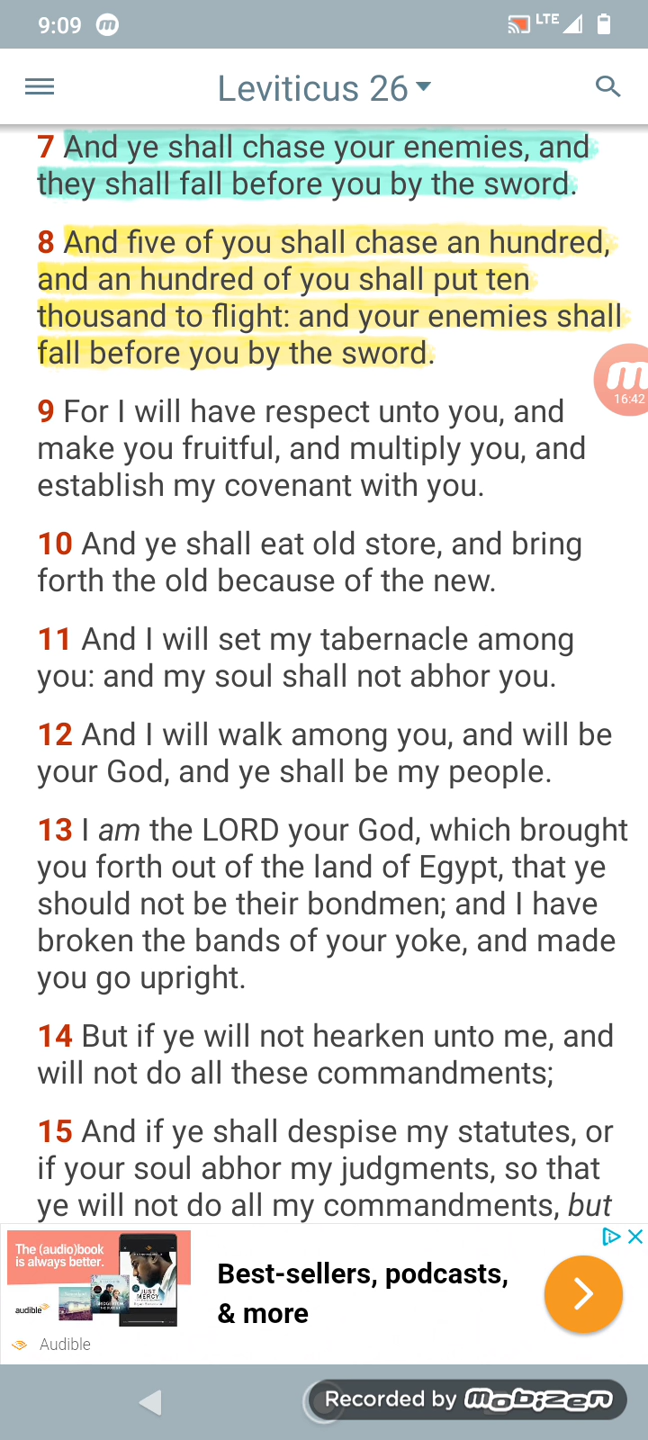 9:09
LTE
Leviticus 26
7 And ye shall chase your enemies, and
they shall fall before you by the sword.
8 And five of you shall chase an hundred,
and an hundred of you shall put ten
thousand to flight: and your enemies shall
fall before you by the sword.
16:42
9 For I will have respect unto you, and
make you fruitful, and multiply you, and
establish my covenant with you.
10 And ye shall eat old store, and bring
forth the old because of the new.
11 And I will set my tabernacle among
you: and my soul shall not abhor you.
12 And I will walk among you, and will be
your God, and ye shall be my people.
13 I am the LORD your God, which brought
you forth out of the land of Egypt, that ye
should not be their bondmen; and I have
broken the bands of your yoke, and made
you go upright.
14 But if ye will not hearken unto me, and
will not do all these commandments;
15 And if ye shall despise my statutes, or
if your soul abhor my judgments, so that
ye will not do all my commandments, but
The (audio)book
is always better.
audible
JUST
MERCY
Best-sellers, podcasts,
& more
Audible
Recorded by mobizen